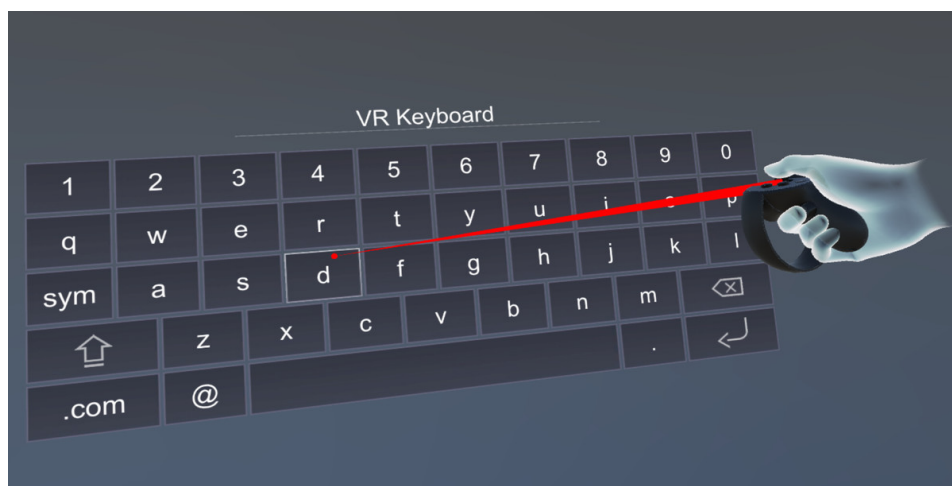 VR Keyboard
1 2 3 4 5 6 7 8 9 0
q w e r t y u i o p
sym a s d f g h j k l
z x c v b n m
.com @ .